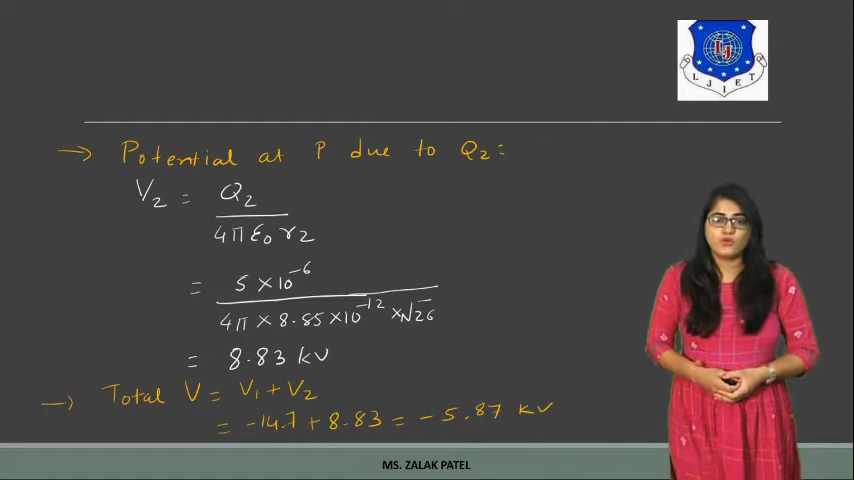 LJIET
→ Potential at P due to Q₂ =
V₂ = Q₂ / 4π ε₀ r₂
= 5 × 10⁻⁶ / 4π × 8.85 × 10⁻¹² × √26
= 8.83 kV
→ Total V = V₁ + V₂
= -14.7 + 8.83 = -5.87 kV
MS. ZALAK PATEL